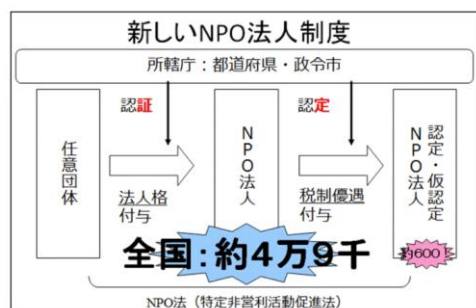 新しいNPO法人制度
所轄庁：都道府県・政令市
認証
認定
任意団体
NPO法人
認定・仮認定
NPO法人
法人格
付与
税制優遇
付与
全国：約4万9千
約600
NPO法（特定非営利活動促進法）